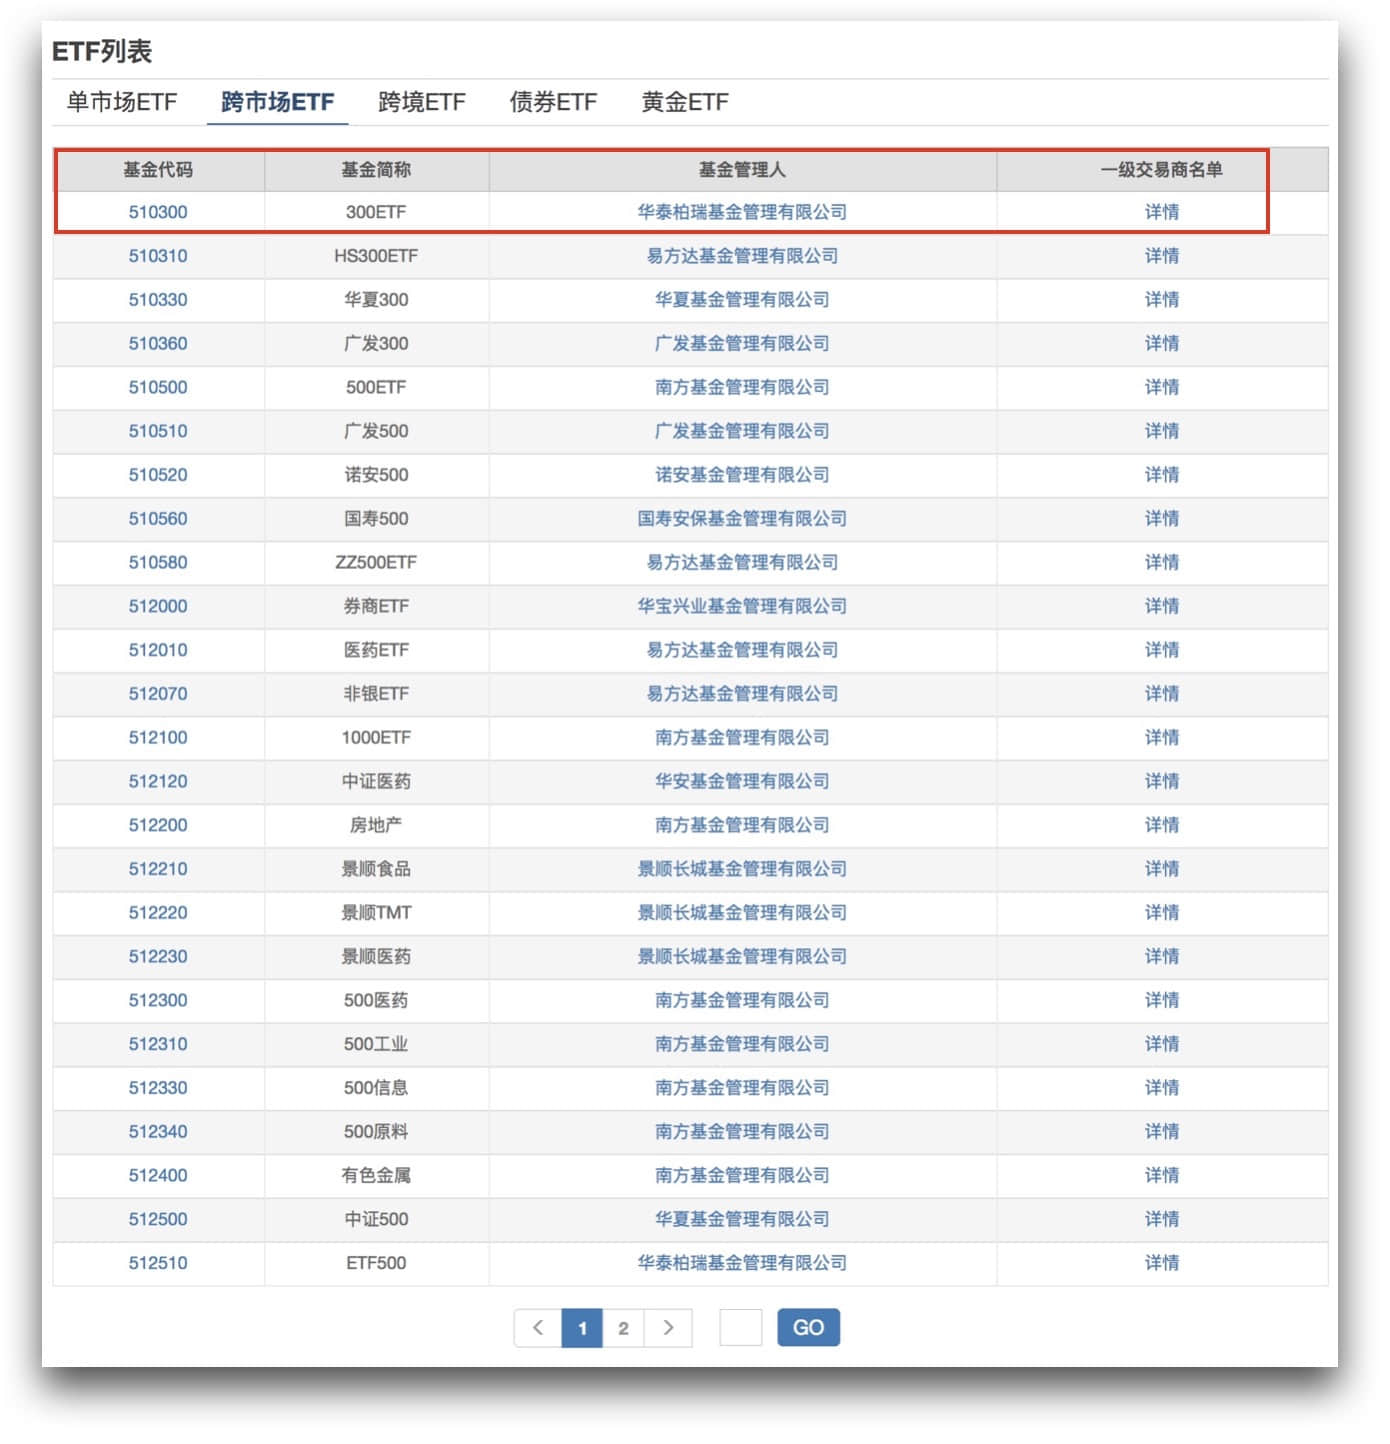 ETF列表
单市场ETF 跨市场ETF 跨境ETF 债券ETF 黄金ETF
基金代码 基金简称 基金管理人 一级交易商名单
510300 300ETF 华泰柏瑞基金管理有限公司 详情
510310 HS300ETF 易方达基金管理有限公司 详情
510330 华夏300 华夏基金管理有限公司 详情
510360 广发300 广发基金管理有限公司 详情
510500 500ETF 南方基金管理有限公司 详情
510510 广发500 广发基金管理有限公司 详情
510520 诺安500 诺安基金管理有限公司 详情
510560 国寿500 国寿安保基金管理有限公司 详情
510580 ZZ500ETF 易方达基金管理有限公司 详情
512000 券商ETF 华宝兴业基金管理有限公司 详情
512010 医药ETF 易方达基金管理有限公司 详情
512070 非银ETF 易方达基金管理有限公司 详情
512100 1000ETF 南方基金管理有限公司 详情
512120 中证医药 华安基金管理有限公司 详情
512200 房地产 南方基金管理有限公司 详情
512210 景顺食品 景顺长城基金管理有限公司 详情
512220 景顺TMT 景顺长城基金管理有限公司 详情
512230 景顺医药 景顺长城基金管理有限公司 详情
512300 500医药 南方基金管理有限公司 详情
512310 500工业 南方基金管理有限公司 详情
512330 500信息 南方基金管理有限公司 详情
512340 500原料 南方基金管理有限公司 详情
512400 有色金属 南方基金管理有限公司 详情
512500 中证500 华夏基金管理有限公司 详情
512510 ETF500 华泰柏瑞基金管理有限公司 详情
< 1 2 > GO